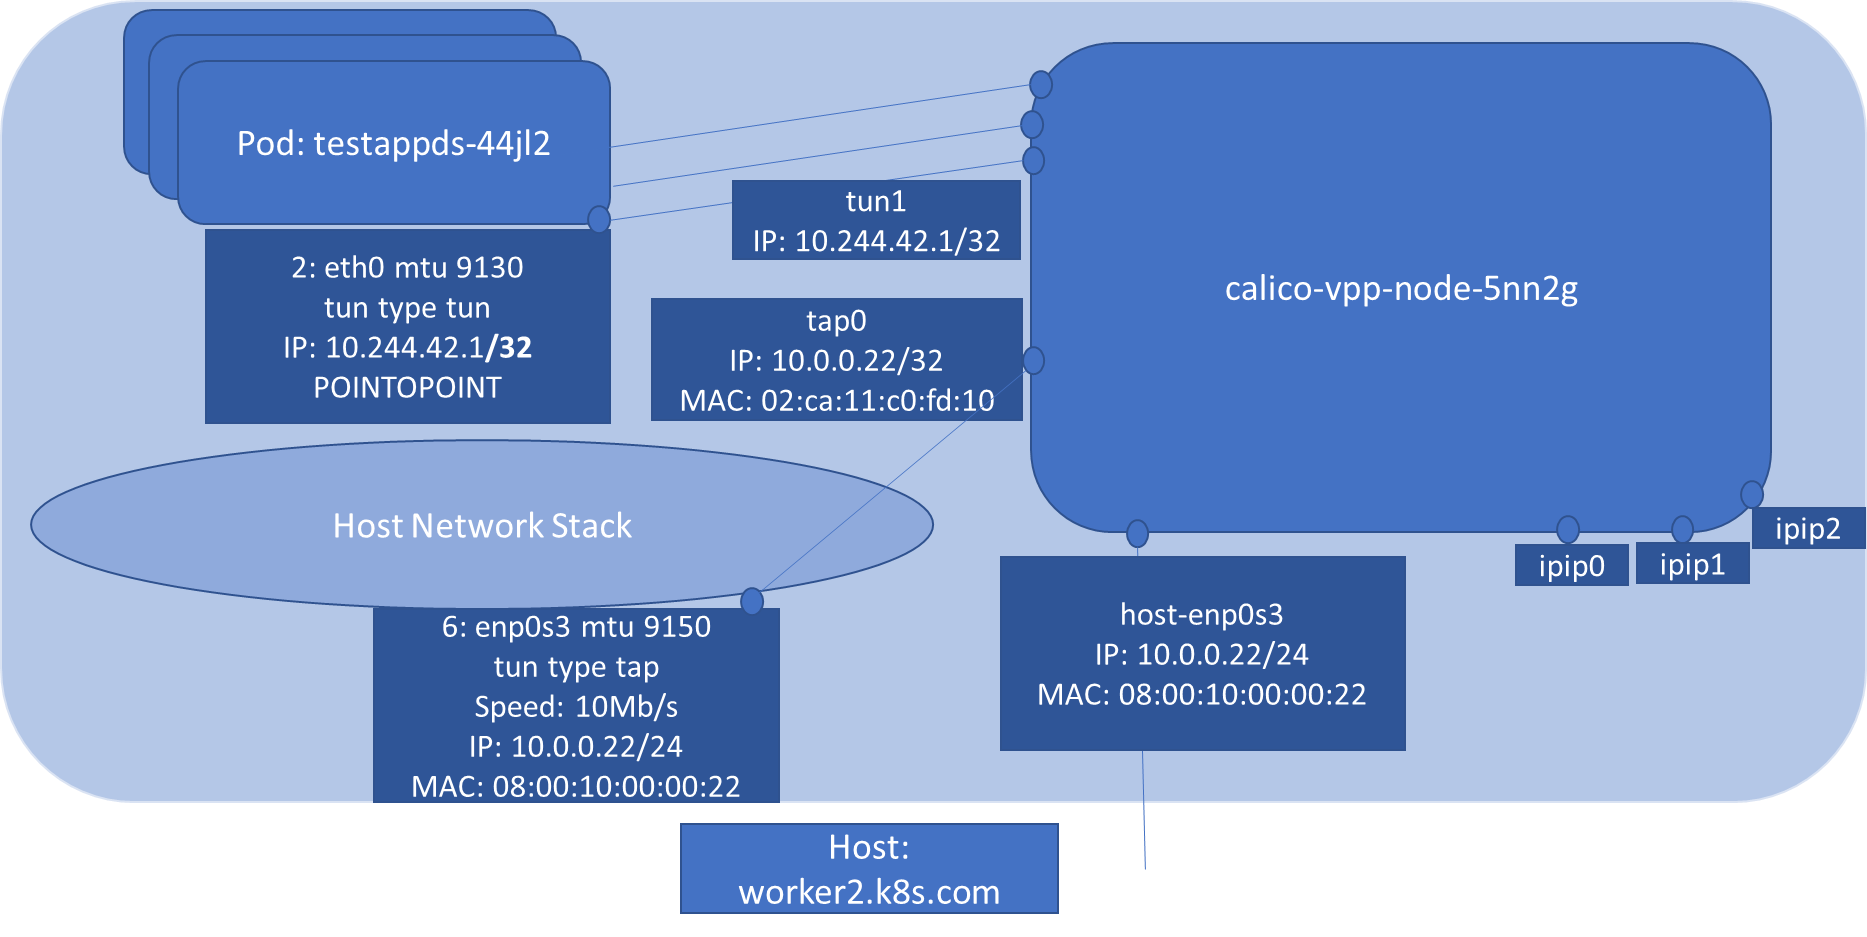 Pod: testappds-44jl2
2: eth0 mtu 9130
tun type tun
IP: 10.244.42.1/32
POINTOPOINT
tun1
IP: 10.244.42.1/32
tap0
IP: 10.0.0.22/32
MAC: 02:ca:11:c0:fd:10
calico-vpp-node-5nn2g
Host Network Stack
6: enp0s3 mtu 9150
tun type tap
Speed: 10Mb/s
IP: 10.0.0.22/24
MAC: 08:00:10:00:00:22
host-enp0s3
IP: 10.0.0.22/24
MAC: 08:00:10:00:00:22
ipip0
ipip1
ipip2
Host:
worker2.k8s.com